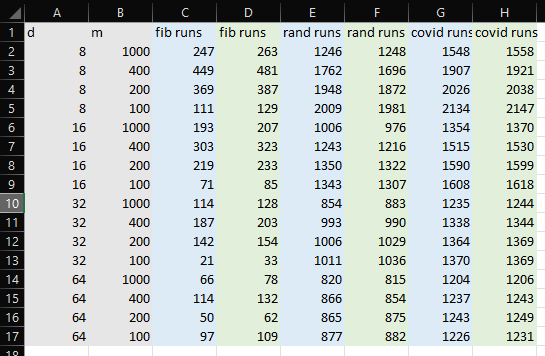 A B C D E F G H
1 d m fib runs fib runs rand runs rand runs covid runs covid runs
2 8 1000 247 263 1246 1248 1548 1558
3 8 400 449 481 1762 1696 1907 1921
4 8 200 369 387 1948 1872 2026 2038
5 8 100 111 129 2009 1981 2134 2147
6 16 1000 193 207 1006 976 1354 1370
7 16 400 303 323 1243 1216 1515 1530
8 16 200 219 233 1350 1322 1590 1599
9 16 100 71 85 1343 1307 1608 1618
10 32 1000 114 128 854 883 1235 1244
11 32 400 187 203 993 990 1338 1344
12 32 200 142 154 1006 1029 1364 1369
13 32 100 21 33 1011 1036 1370 1369
14 64 1000 66 78 820 815 1204 1206
15 64 400 114 132 866 854 1237 1243
16 64 200 50 62 865 875 1243 1249
17 64 100 97 109 877 882 1226 1231
18